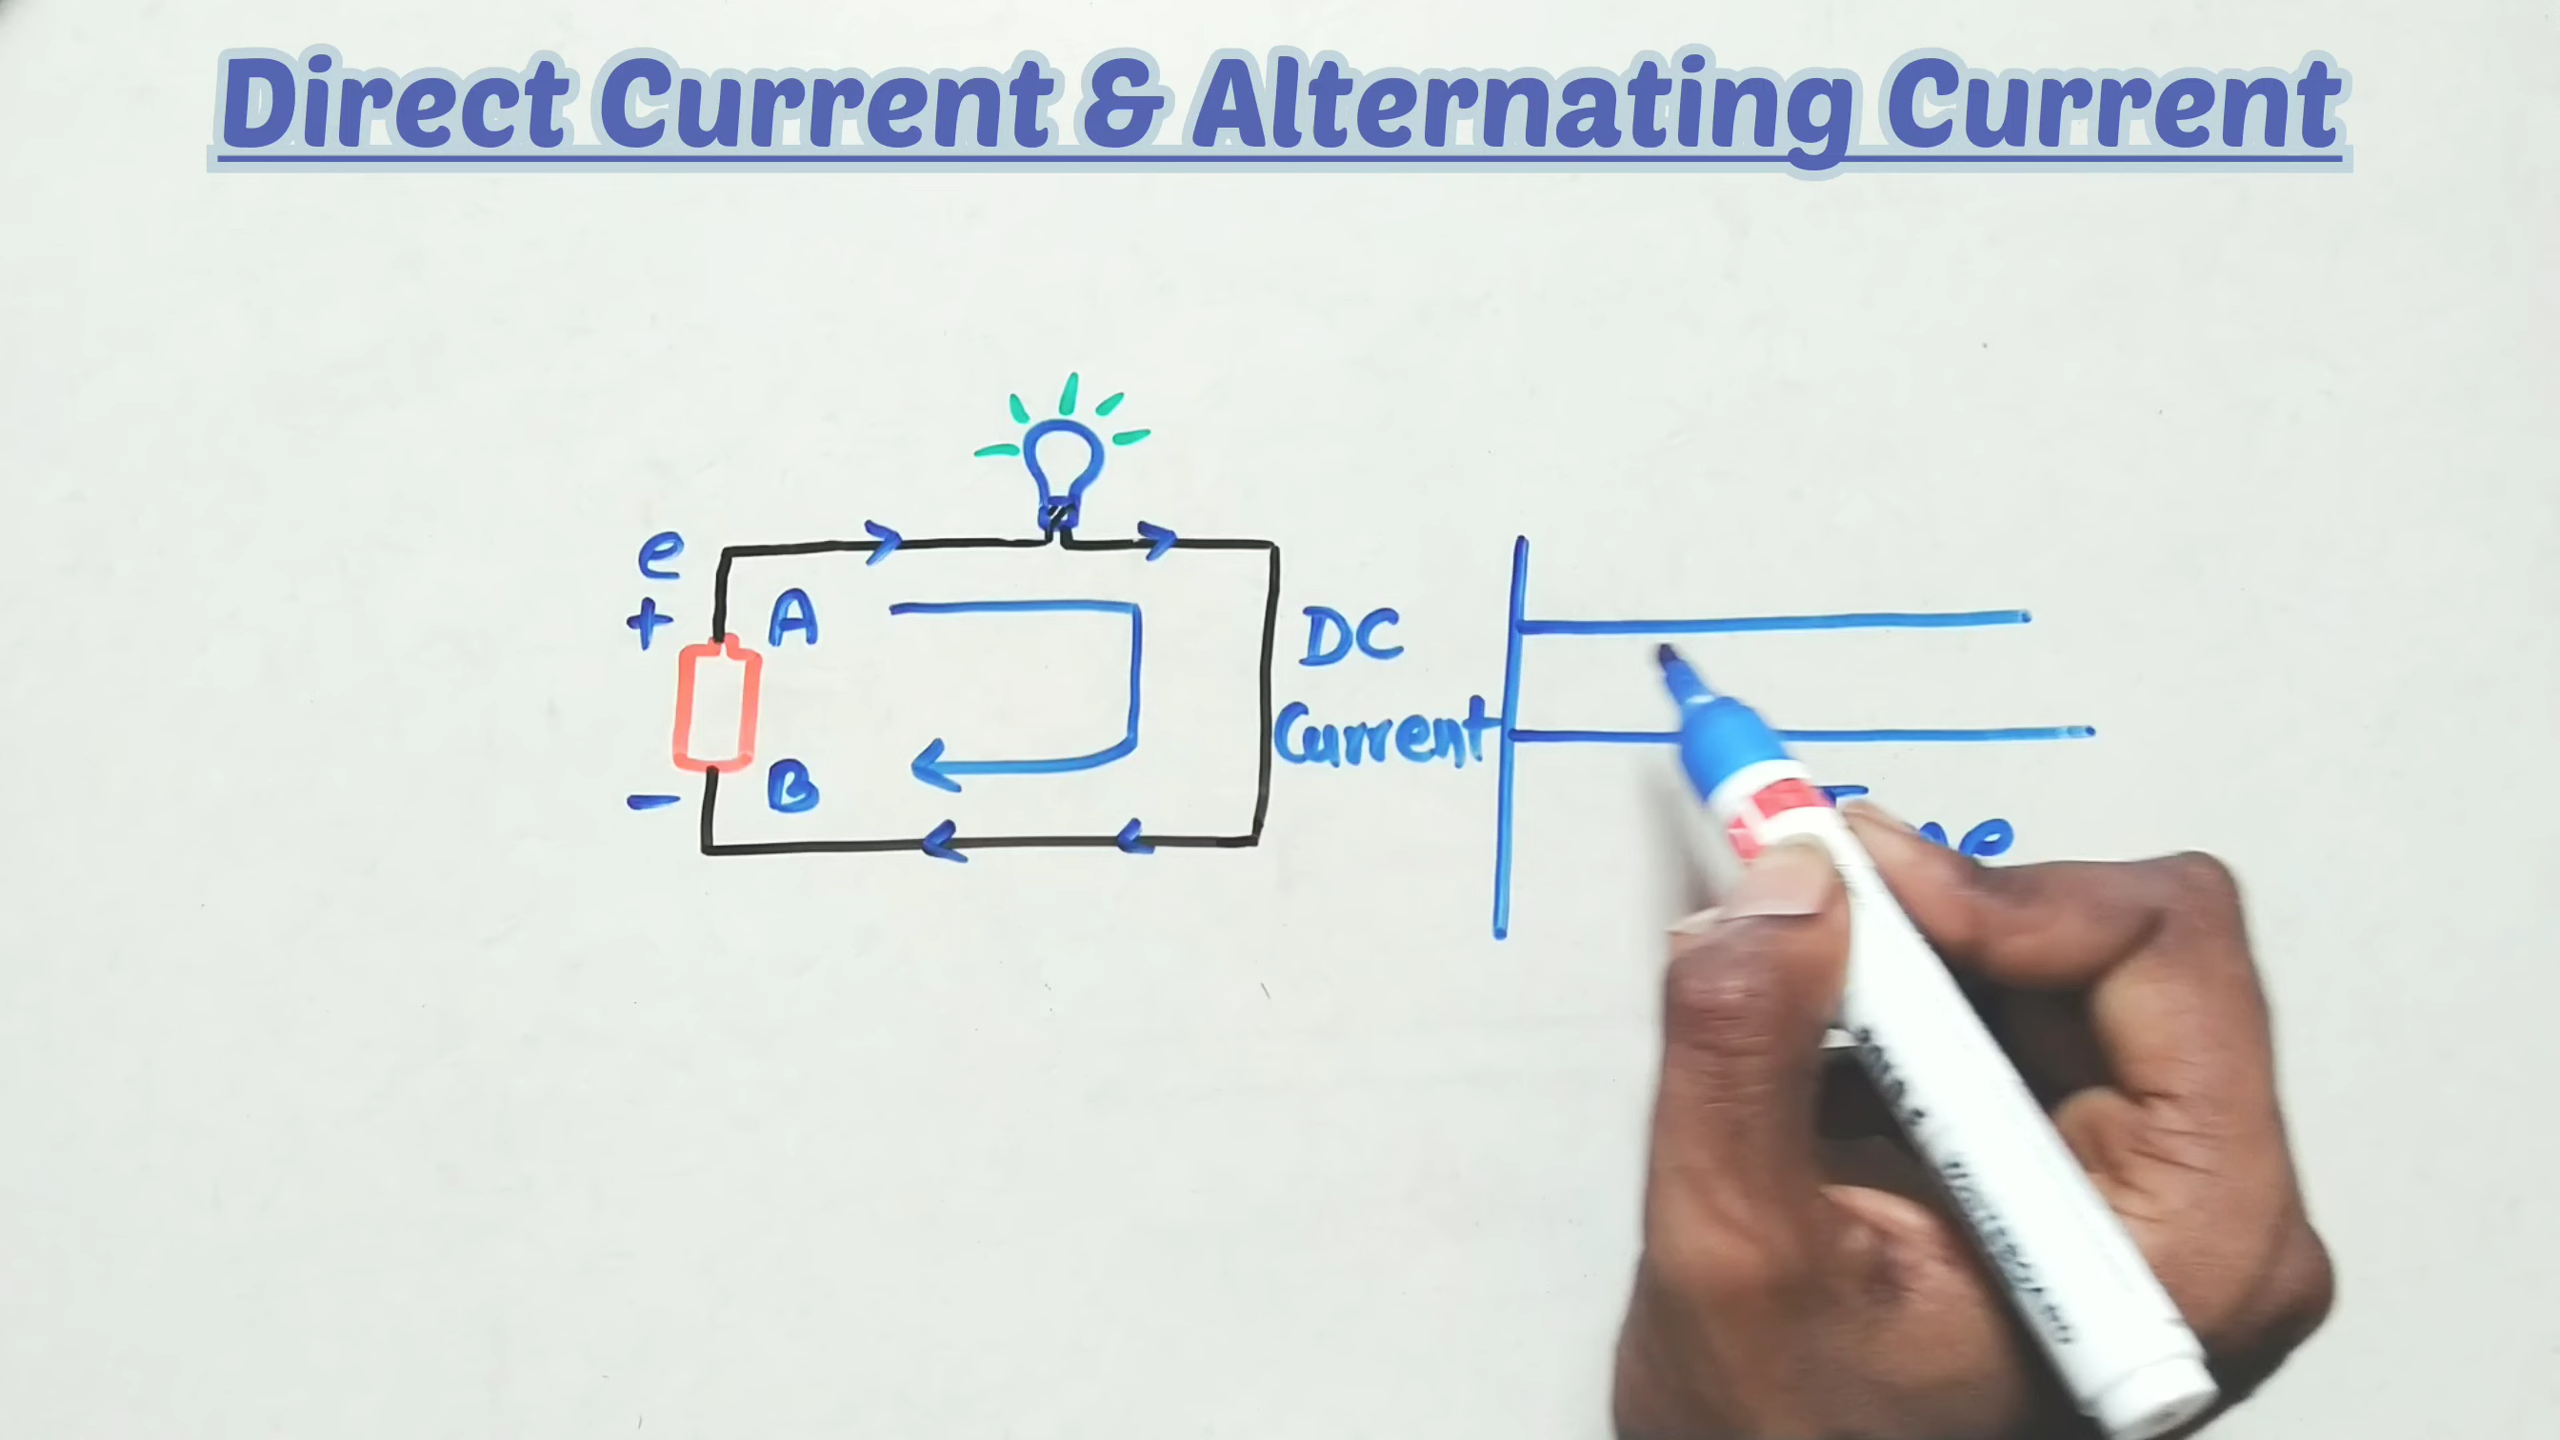 Direct Current & Alternating Current
e
+
A
B
-
DC
Current